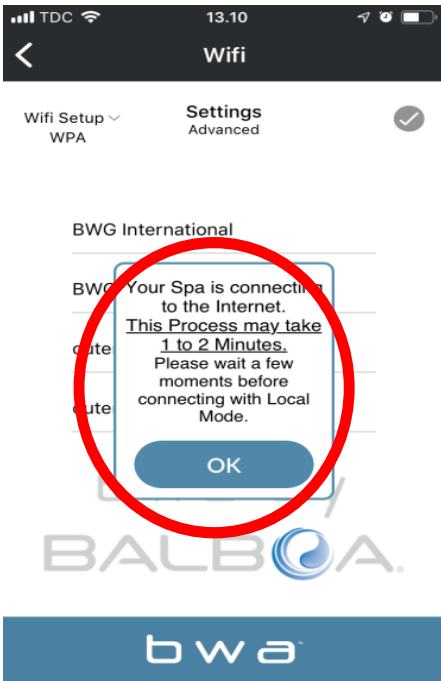 TDC 13.10
Wifi
Wifi Setup Settings
WPA Advanced
BWG International
BWG
Your Spa is connecting
to the Internet.
This Process may take
1 to 2 Minutes.
Please wait a few
moments before
connecting with Local
Mode.
OK
BALBOA.
bwa